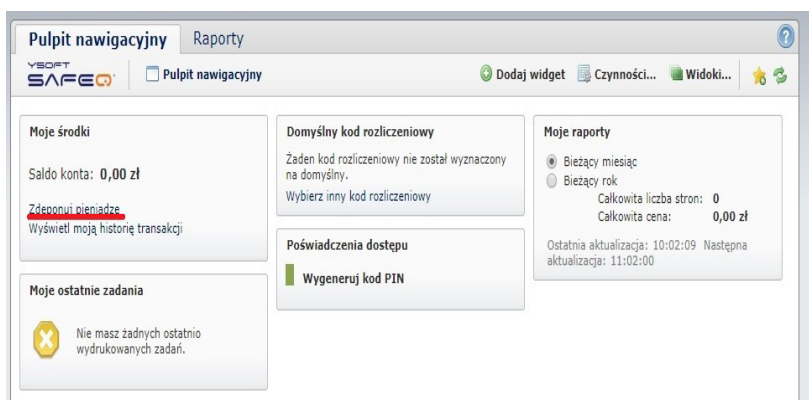 Pulpit nawigacyjny Raporty
YSOFT
SAFEQ Pulpit nawigacyjny Dodaj widget Czynności... Widoki...
Moje środki
Saldo konta: 0,00 zł
Zdeponuj pieniądze
Wyświetl moją historię transakcji
Moje ostatnie zadania
Nie masz żadnych ostatnio
wydrukowanych zadań.
Domyślny kod rozliczeniowy
Żaden kod rozliczeniowy nie został wyznaczony
na domyślny.
Wybierz inny kod rozliczeniowy
Poświadczenia dostępu
Wygeneruj kod PIN
Moje raporty
Bieżący miesiąc
Bieżący rok
Całkowita liczba stron: 0
Całkowita cena: 0,00 zł
Ostatnia aktualizacja: 10:02:09 Następna
aktualizacja: 11:02:00